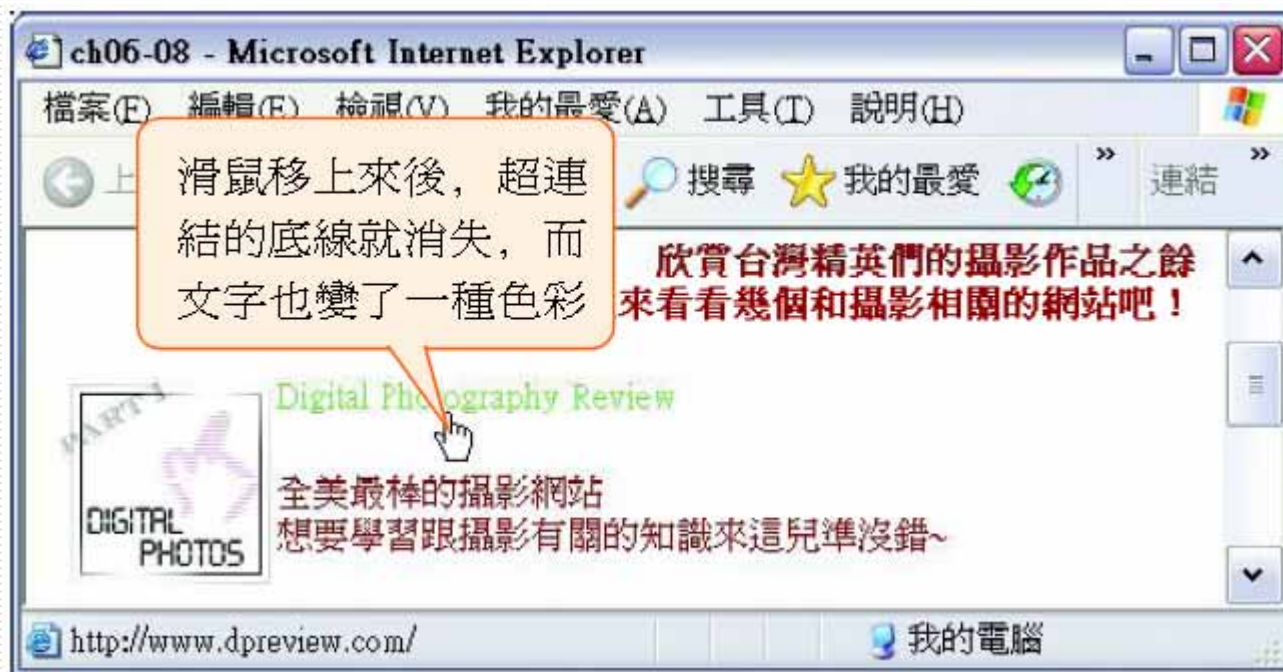 ch06-08 - Microsoft Internet Explorer
檔案(F) 編輯(E) 檢視(V) 我的最愛(A) 工具(T) 說明(H)
上 搜尋 我的最愛 » 連結 »
滑鼠移上來後，超連
結的底線就消失，而
文字也變了一種色彩
欣賞台灣精英們的攝影作品之餘
來看看幾個和攝影相關的網站吧！
PART 1
DIGITAL
PHOTOS
Digital Photography Review
全美最棒的攝影網站
想要學習跟攝影有關的知識來這兒準沒錯~
http://www.dpreview.com/ 我的電腦